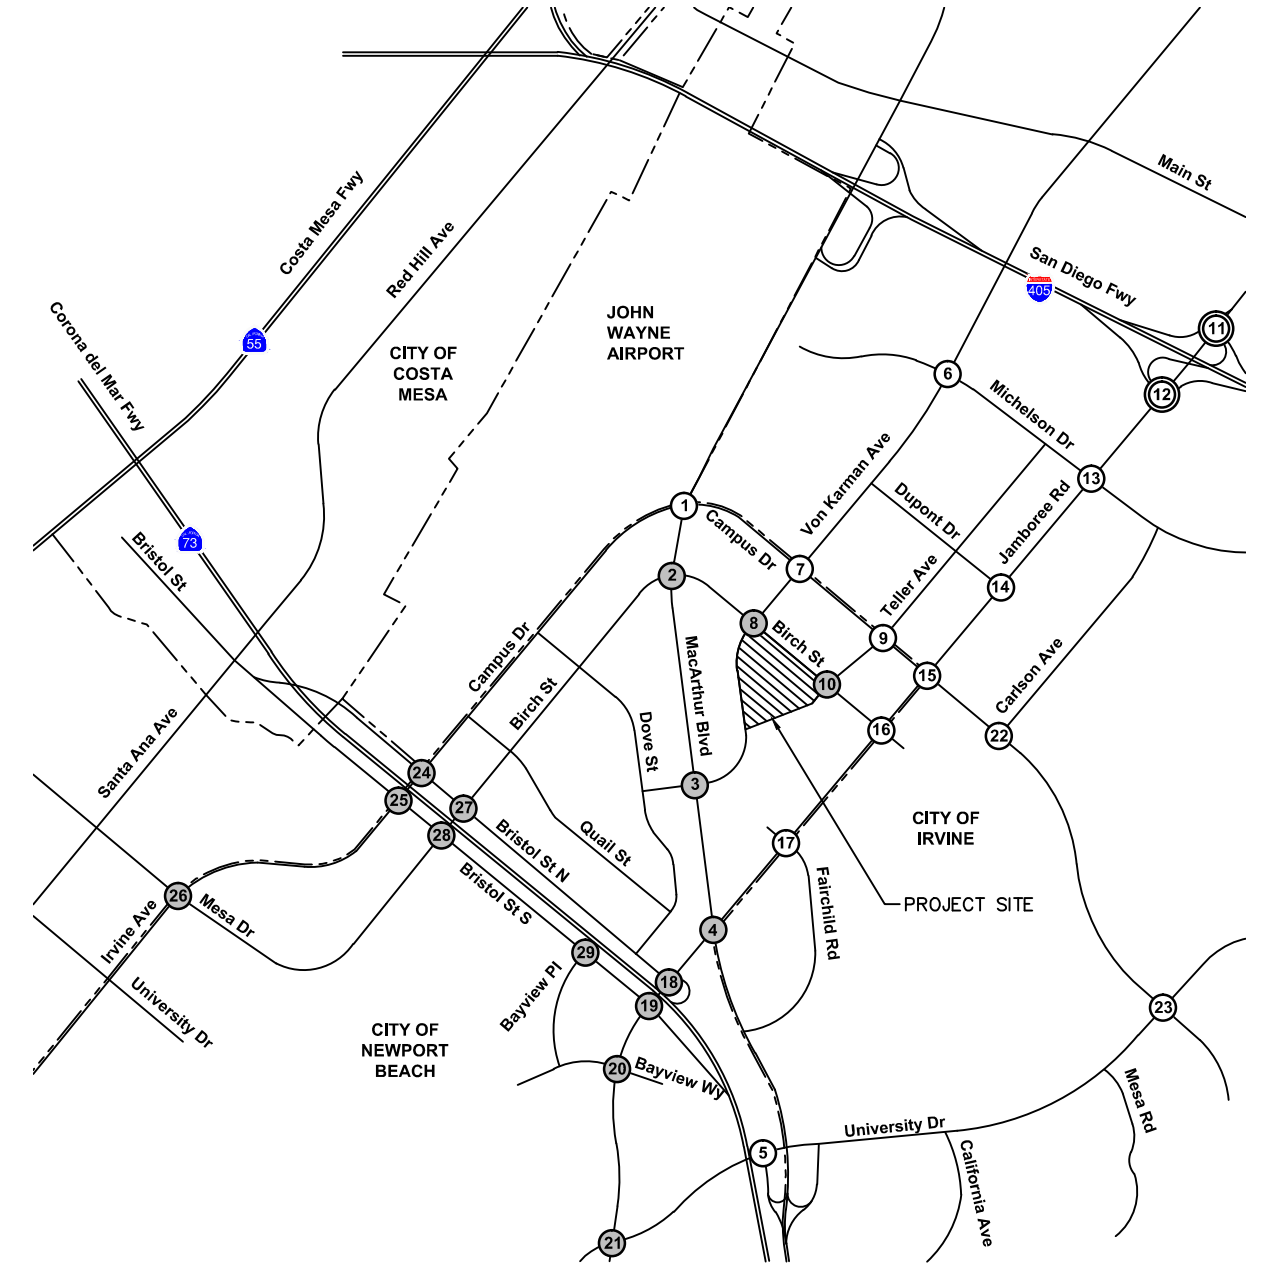 Main St
Costa Mesa Fwy
Red Hill Ave
San Diego Fwy
405
Corona del Mar Fwy
JOHN
WAYNE
AIRPORT
11
55
CITY OF
COSTA
MESA
6
12
Michelson Dr
Von Karman Ave
13
Dupont Dr
Jamboree Rd
1
Campus Dr
73
Bristol St
7
Teller Ave
14
2
8
Birch St
9
MacArthur Blvd
Campus Dr
10
15
Carlson Ave
Birch St
Dove St
16
22
Santa Ana Ave
24
3
25
27
28
Bristol St N
Quail St
CITY OF
IRVINE
17
Bristol St S
Fairchild Rd
26
Mesa Dr
PROJECT SITE
Irvine Ave
4
29
18
Bayview Pl
19
University Dr
23
CITY OF
NEWPORT
BEACH
20
Bayview Wy
Mesa Rd
University Dr
5
California Ave
21